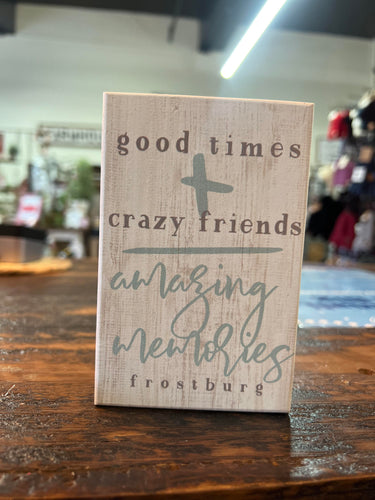 good times
+
crazy friends
amazing
memories
frostburg